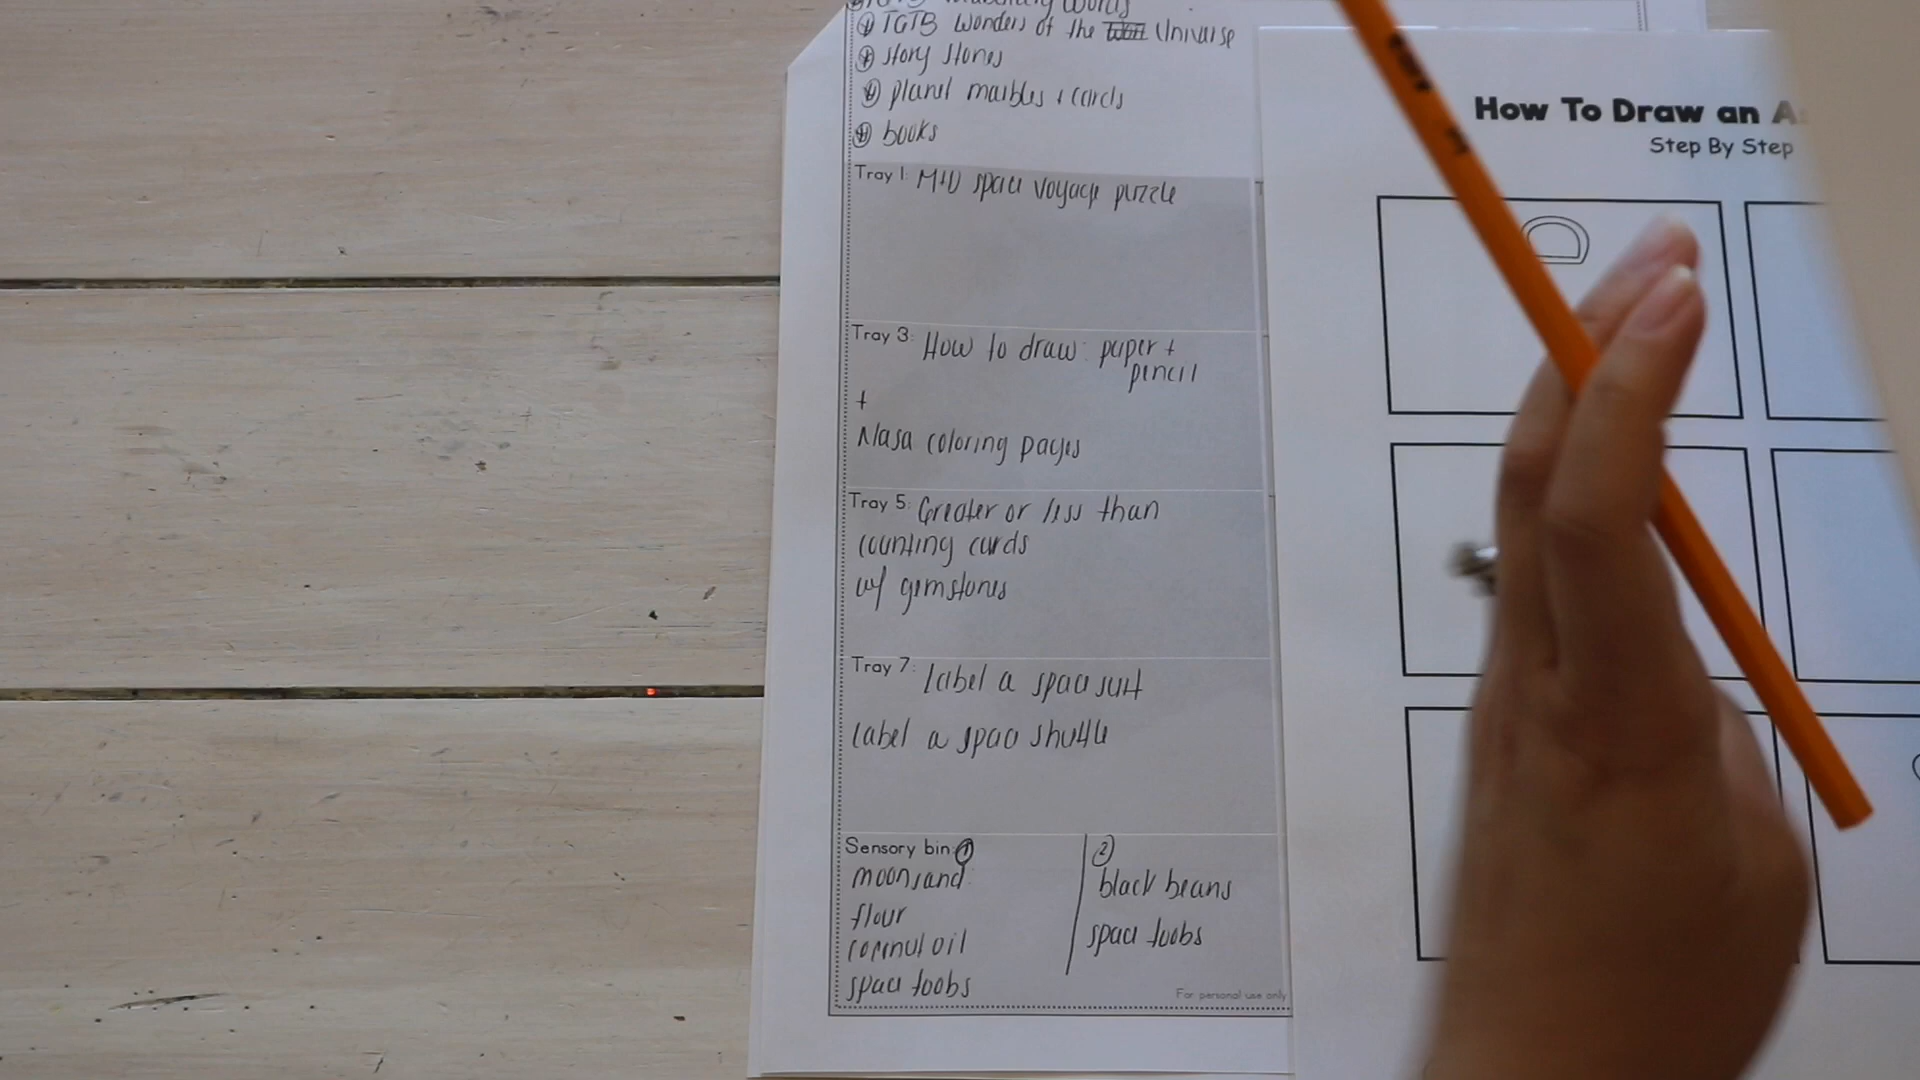 Vocabulary Words
TGTB Wonders of the Universe
story stones
planet marbles + cards
books
Tray 1: M+D space voyage puzzle
Tray 3: How to draw: paper +
pencil
+
Nasa coloring pages
Tray 5: Greater or less than
counting cards
w/ gemstones
Tray 7: label a space suit
label a space shuttle
Sensory bin: 1
moonsand
flour
coconut oil
space toobs
2
black beans
space toobs
For personal use only
How To Draw an
Step By Step